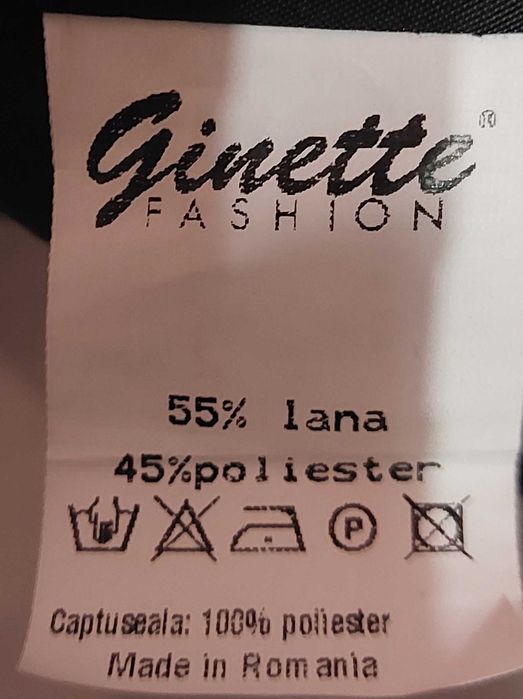 Ginette®
FASHION
55% lana
45%poliester
P
Captuseala: 100% poliester
Made in Romania